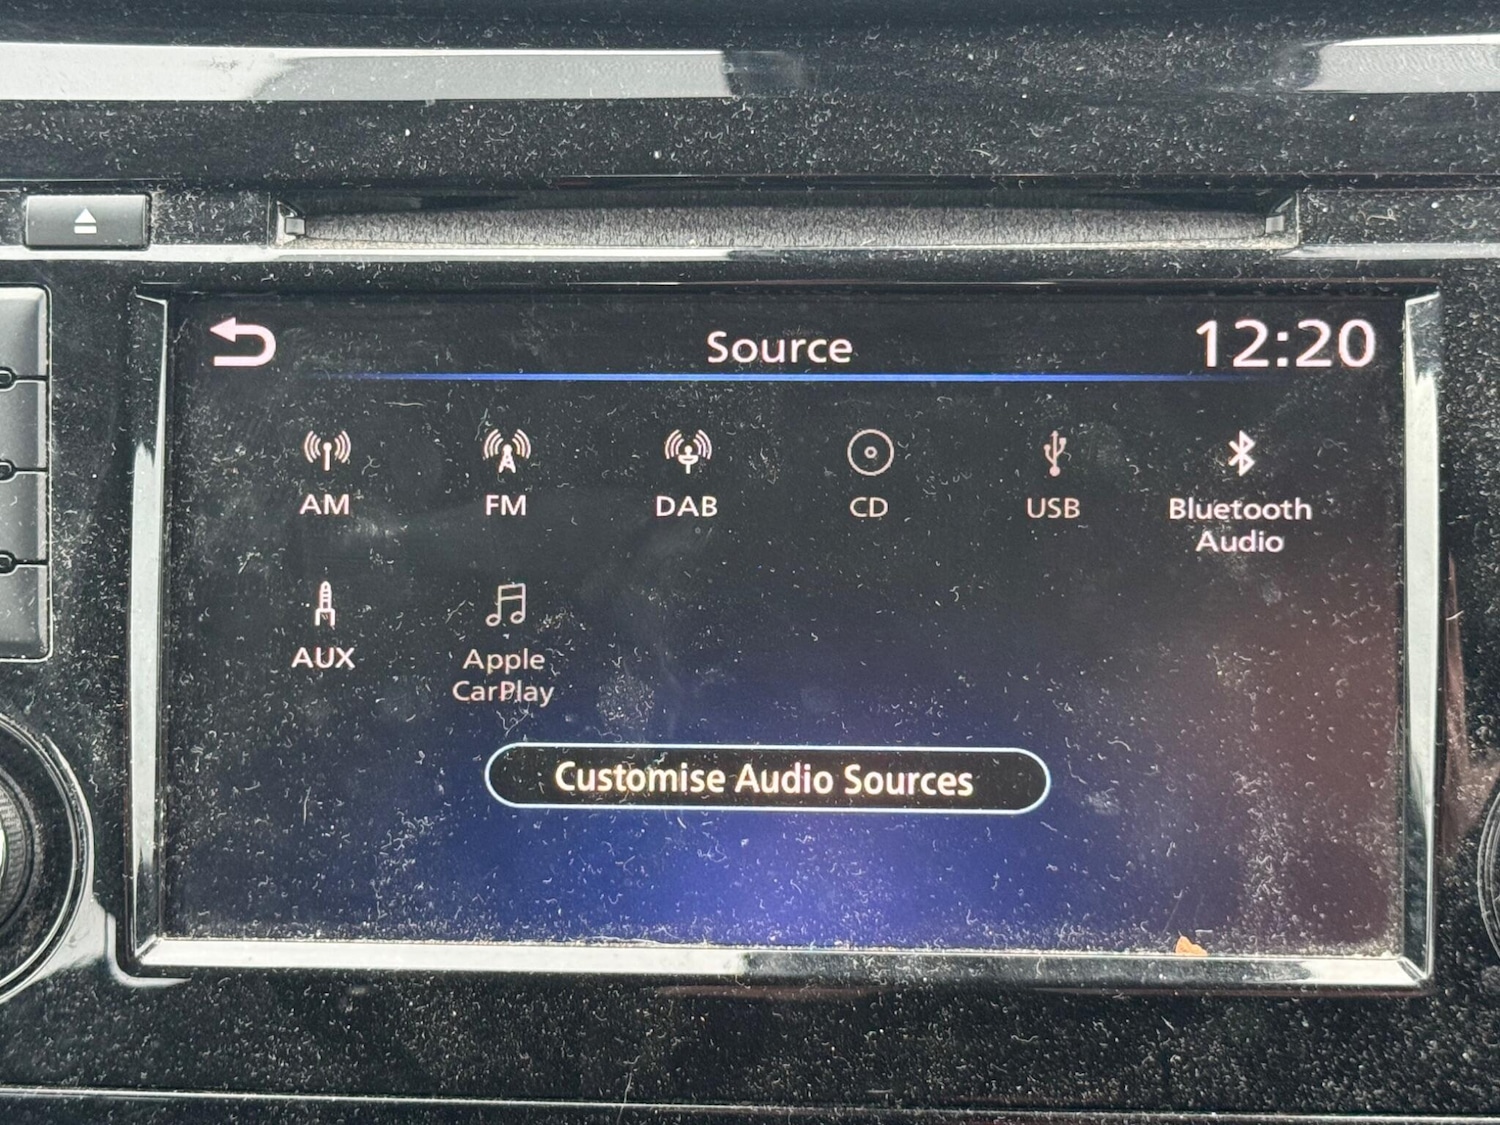 Source
12:20
AM
FM
DAB
CD
USB
Bluetooth
Audio
AUX
Apple
CarPlay
Customise Audio Sources